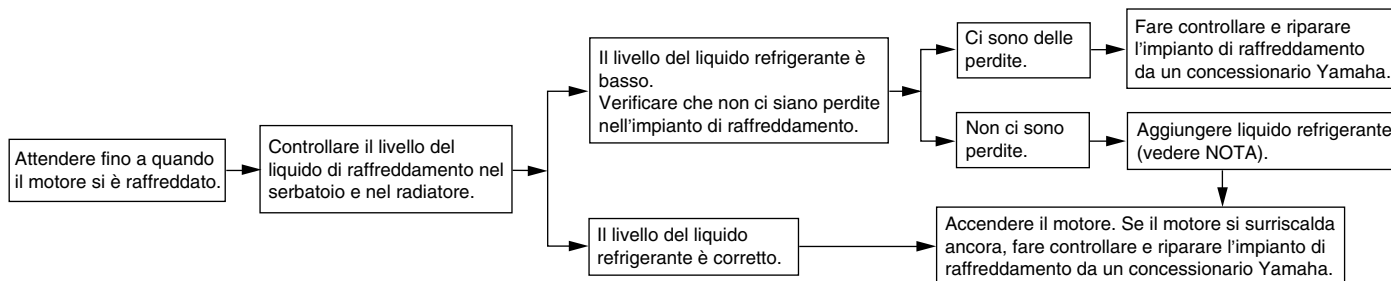 Attendere fino a quando
il motore si è raffreddato.
Controllare il livello del
liquido di raffreddamento nel
serbatoio e nel radiatore.
Il livello del liquido refrigerante è
basso.
Verificare che non ci siano perdite
nell'impianto di raffreddamento.
Ci sono delle
perdite.
Fare controllare e riparare
l'impianto di raffreddamento
da un concessionario Yamaha.
Non ci sono
perdite.
Aggiungere liquido refrigerante
(vedere NOTA).
Il livello del liquido
refrigerante è corretto.
Accendere il motore. Se il motore si surriscalda
ancora, fare controllare e riparare l'impianto di
raffreddamento da un concessionario Yamaha.